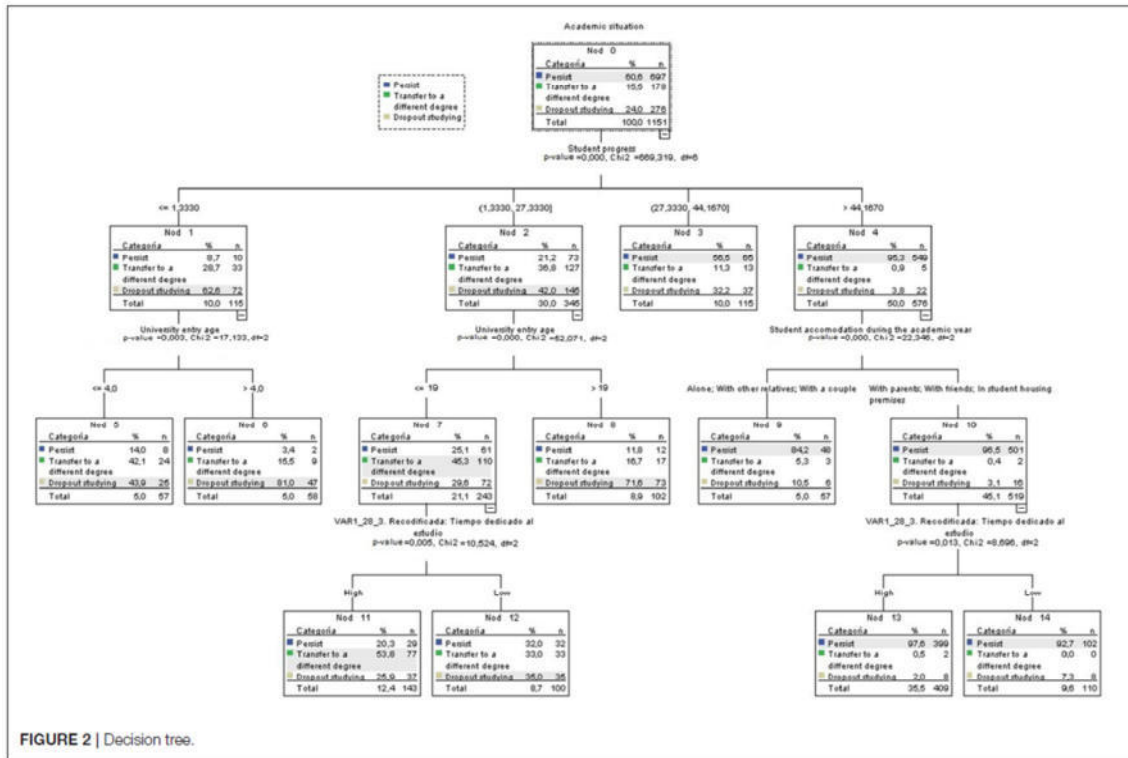 Academic situation
Nod 0
Categoría % n
Persist 60,6 697
Transfer to a 15,5 178
different degree
Dropout studying 24,0 276
Total 100,0 1151
Persist
Transfer to a
different degree
Dropout studying
Student progress
p-value =0,000, Chi2 =669,319, df=6
<= 1,3330
(1,3330, 27,3330]
(27,3330, 44,1670]
> 44,1670
Nod 1
Categoría % n
Persist 8,7 10
Transfer to a 28,7 33
different degree
Dropout studying 62,6 72
Total 10,0 115
Nod 2
Categoría % n
Persist 21,2 73
Transfer to a 36,8 127
different degree
Dropout studying 42,0 145
Total 30,0 345
Nod 3
Categoría % n
Persist 56,5 65
Transfer to a 11,3 13
different degree
Dropout studying 32,2 37
Total 10,0 115
Nod 4
Categoría % n
Persist 95,3 549
Transfer to a 0,9 5
different degree
Dropout studying 3,8 22
Total 50,0 576
University entry age
p-value =0,003, Chi2 =17,133, df=2
University entry age
p-value =0,000, Chi2 =52,071, df=2
Student accomodation during the academic year
p-value =0,000, Chi2 =22,346, df=2
<= 4,0
> 4,0
<= 19
> 19
Alone; With other relatives; With a couple
With parents; With friends; In student housing
premises
Nod 5
Categoría % n
Persist 14,0 8
Transfer to a 42,1 24
different degree
Dropout studying 43,9 25
Total 5,0 57
Nod 6
Categoría % n
Persist 3,4 2
Transfer to a 15,5 9
different degree
Dropout studying 81,0 47
Total 5,0 58
Nod 7
Categoría % n
Persist 25,1 61
Transfer to a 45,3 110
different degree
Dropout studying 29,6 72
Total 21,1 243
Nod 8
Categoría % n
Persist 11,8 12
Transfer to a 16,7 17
different degree
Dropout studying 71,6 73
Total 8,9 102
Nod 9
Categoría % n
Persist 84,2 48
Transfer to a 5,3 3
different degree
Dropout studying 10,5 6
Total 5,0 57
Nod 10
Categoría % n
Persist 96,5 501
Transfer to a 0,4 2
different degree
Dropout studying 3,1 16
Total 45,1 519
VAR1_28_3. Recodificada: Tiempo dedicado al
estudio
p-value =0,005, Chi2 =10,524, df=2
VAR1_28_3. Recodificada: Tiempo dedicado al
estudio
p-value =0,013, Chi2 =8,696, df=2
High
Low
High
Low
Nod 11
Categoría % n
Persist 20,3 29
Transfer to a 53,8 77
different degree
Dropout studying 25,9 37
Total 12,4 143
Nod 12
Categoría % n
Persist 32,0 32
Transfer to a 33,0 33
different degree
Dropout studying 35,0 35
Total 8,7 100
Nod 13
Categoría % n
Persist 97,6 399
Transfer to a 0,5 2
different degree
Dropout studying 2,0 8
Total 35,5 409
Nod 14
Categoría % n
Persist 92,7 102
Transfer to a 0,0 0
different degree
Dropout studying 7,3 8
Total 9,6 110
FIGURE 2 | Decision tree.